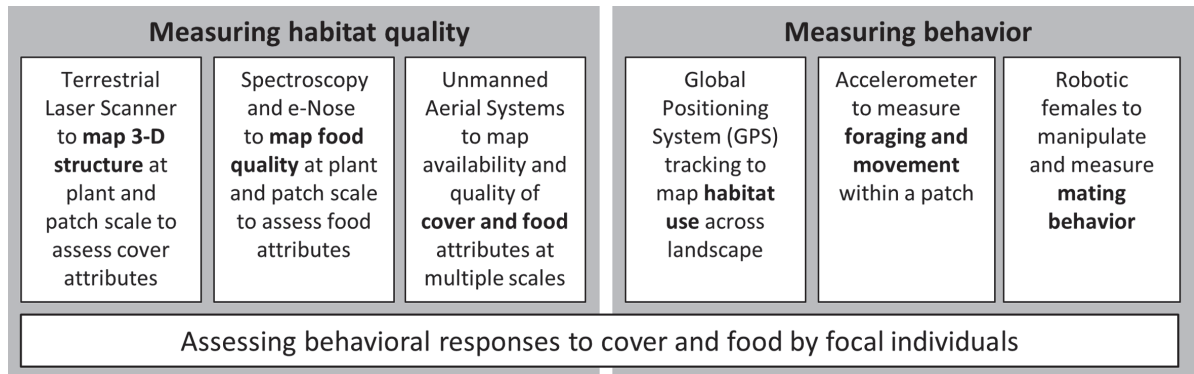 Measuring habitat quality
Terrestrial
Laser Scanner
to map 3-D
structure at
plant and
patch scale to
assess cover
attributes
Spectroscopy
and e-Nose
to map food
quality at plant
and patch scale
to assess food
attributes
Unmanned
Aerial Systems
to map
availability and
quality of
cover and food
attributes at
multiple scales
Measuring behavior
Global
Positioning
System (GPS)
tracking to
map habitat
use across
landscape
Accelerometer
to measure
foraging and
movement
within a patch
Robotic
females to
manipulate
and measure
mating
behavior
Assessing behavioral responses to cover and food by focal individuals